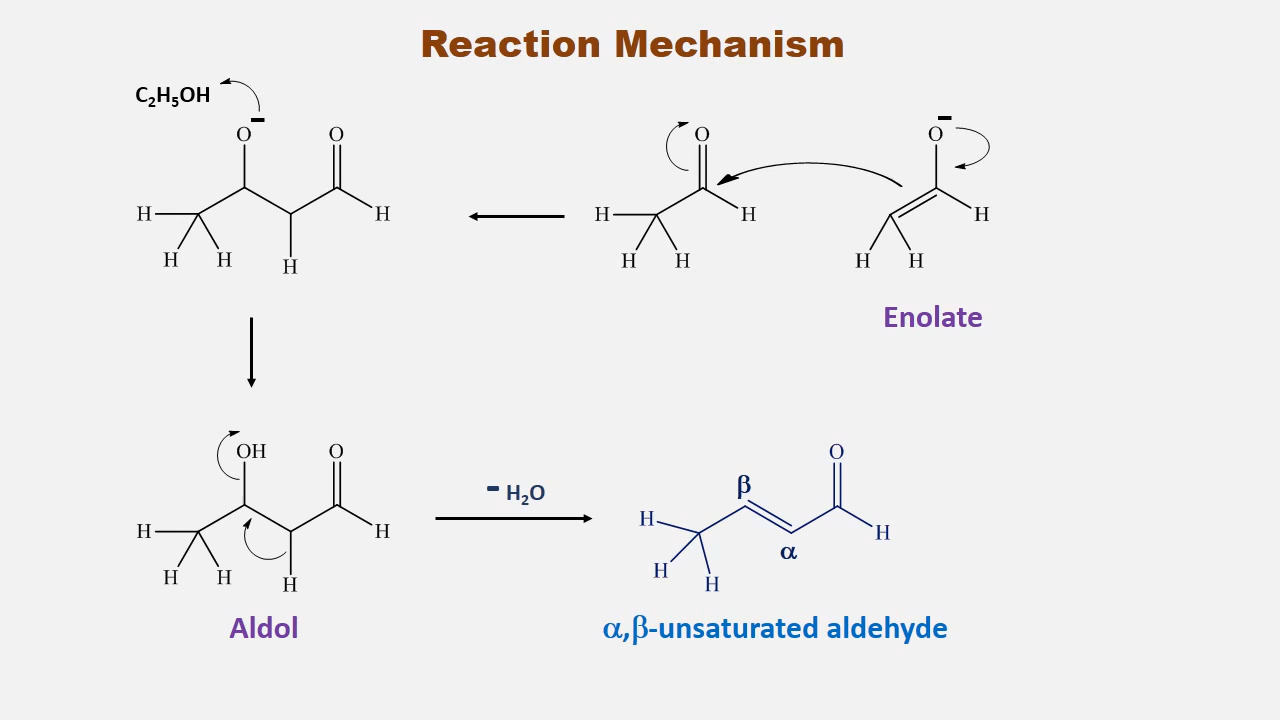 Reaction Mechanism
C₂H₅OH
O
-
O
H
H
H
H
H
O
H
H
H
H
O
-
H
H
H
Enolate
OH
O
H
H
H
H
H
- H₂O
O
β
α
H
H
H
H
Aldol
α,β-unsaturated aldehyde